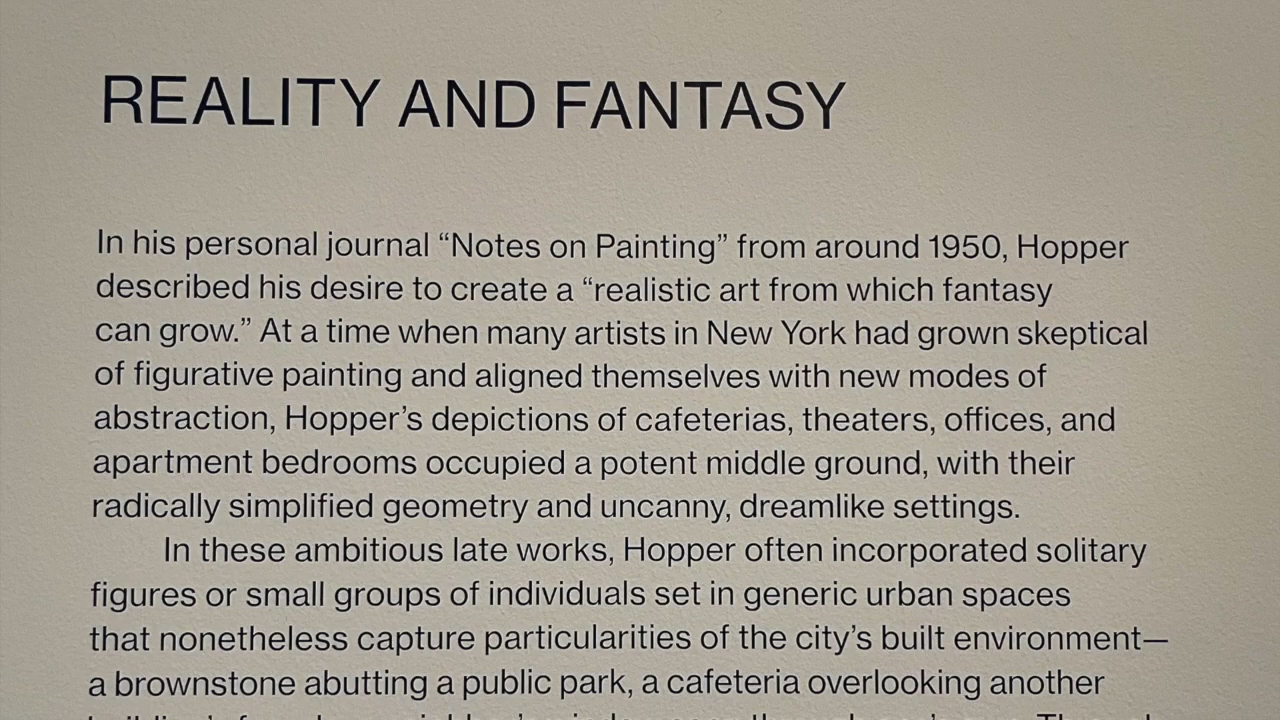 REALITY AND FANTASY
In his personal journal “Notes on Painting” from around 1950, Hopper
described his desire to create a “realistic art from which fantasy
can grow.” At a time when many artists in New York had grown skeptical
of figurative painting and aligned themselves with new modes of
abstraction, Hopper’s depictions of cafeterias, theaters, offices, and
apartment bedrooms occupied a potent middle ground, with their
radically simplified geometry and uncanny, dreamlike settings.
In these ambitious late works, Hopper often incorporated solitary
figures or small groups of individuals set in generic urban spaces
that nonetheless capture particularities of the city’s built environment—
a brownstone abutting a public park, a cafeteria overlooking another